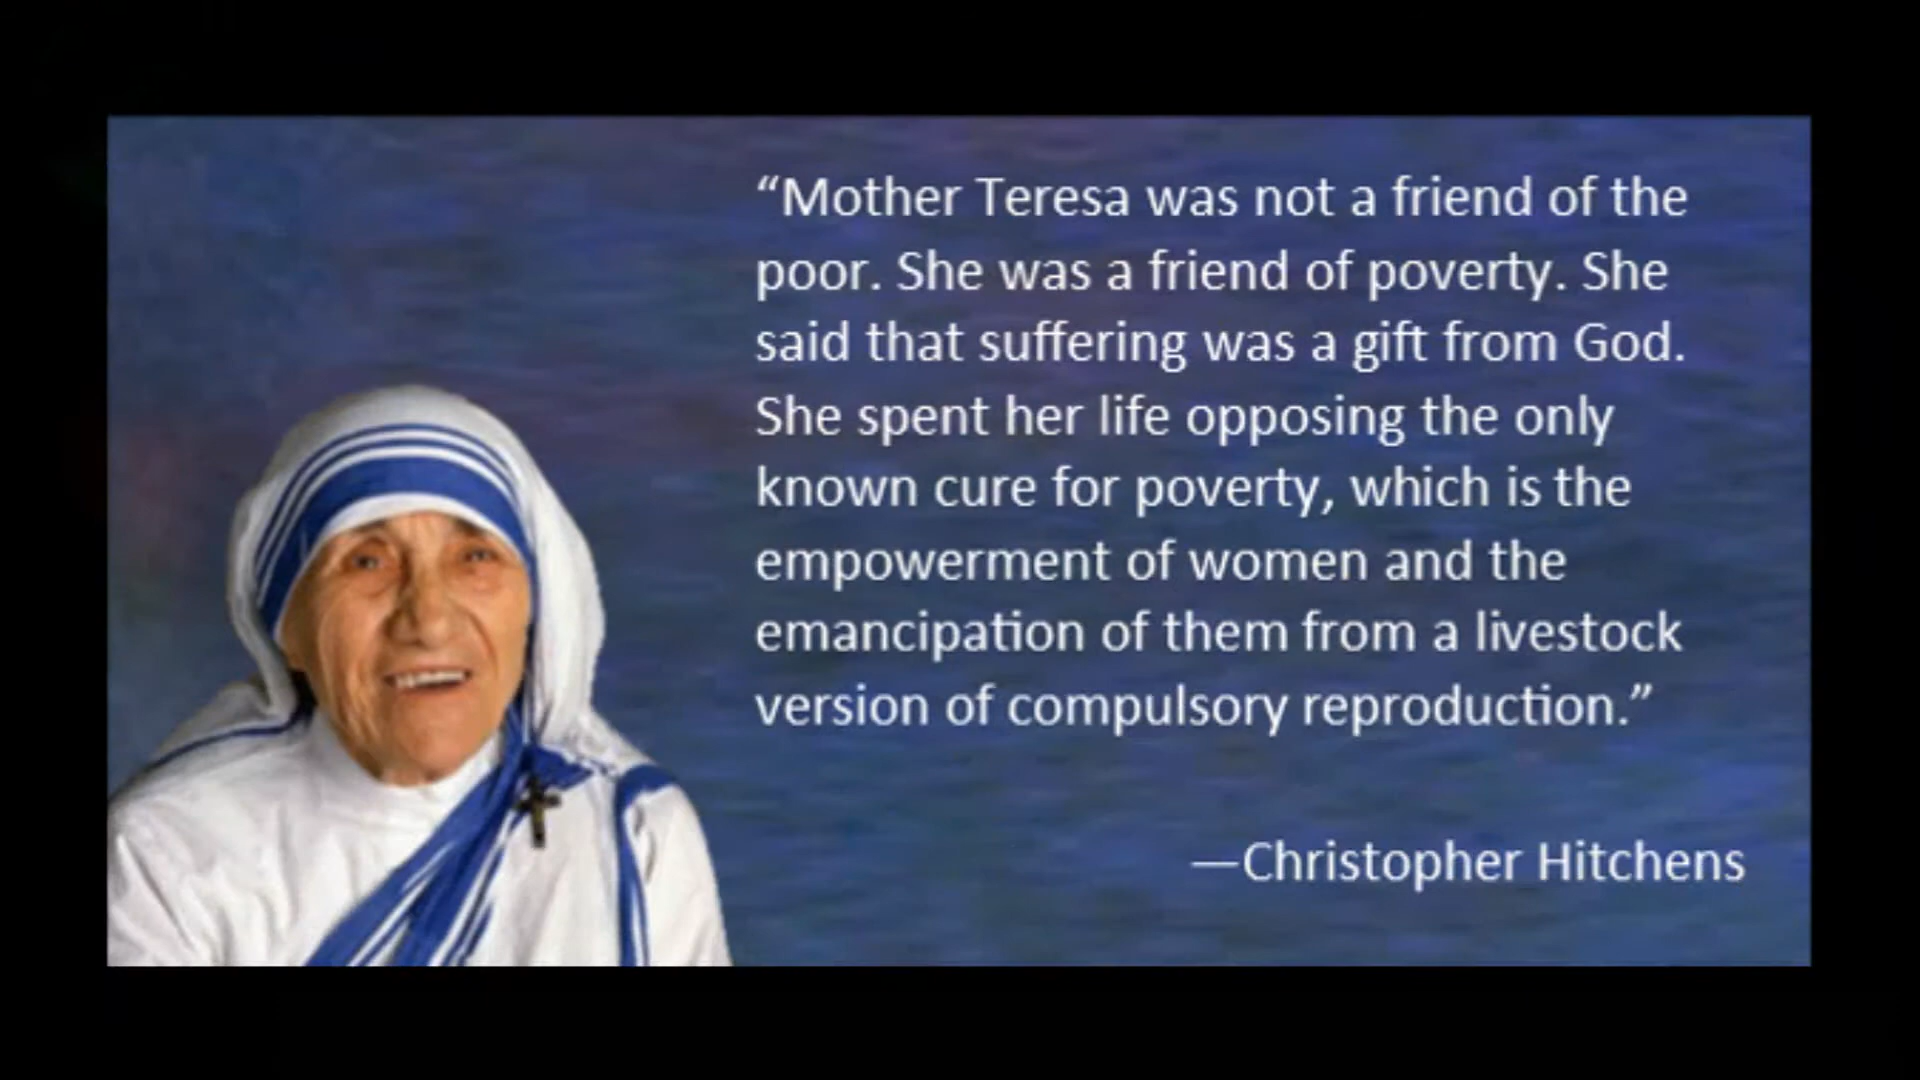 “Mother Teresa was not a friend of the
poor. She was a friend of poverty. She
said that suffering was a gift from God.
She spent her life opposing the only
known cure for poverty, which is the
empowerment of women and the
emancipation of them from a livestock
version of compulsory reproduction.”
—Christopher Hitchens